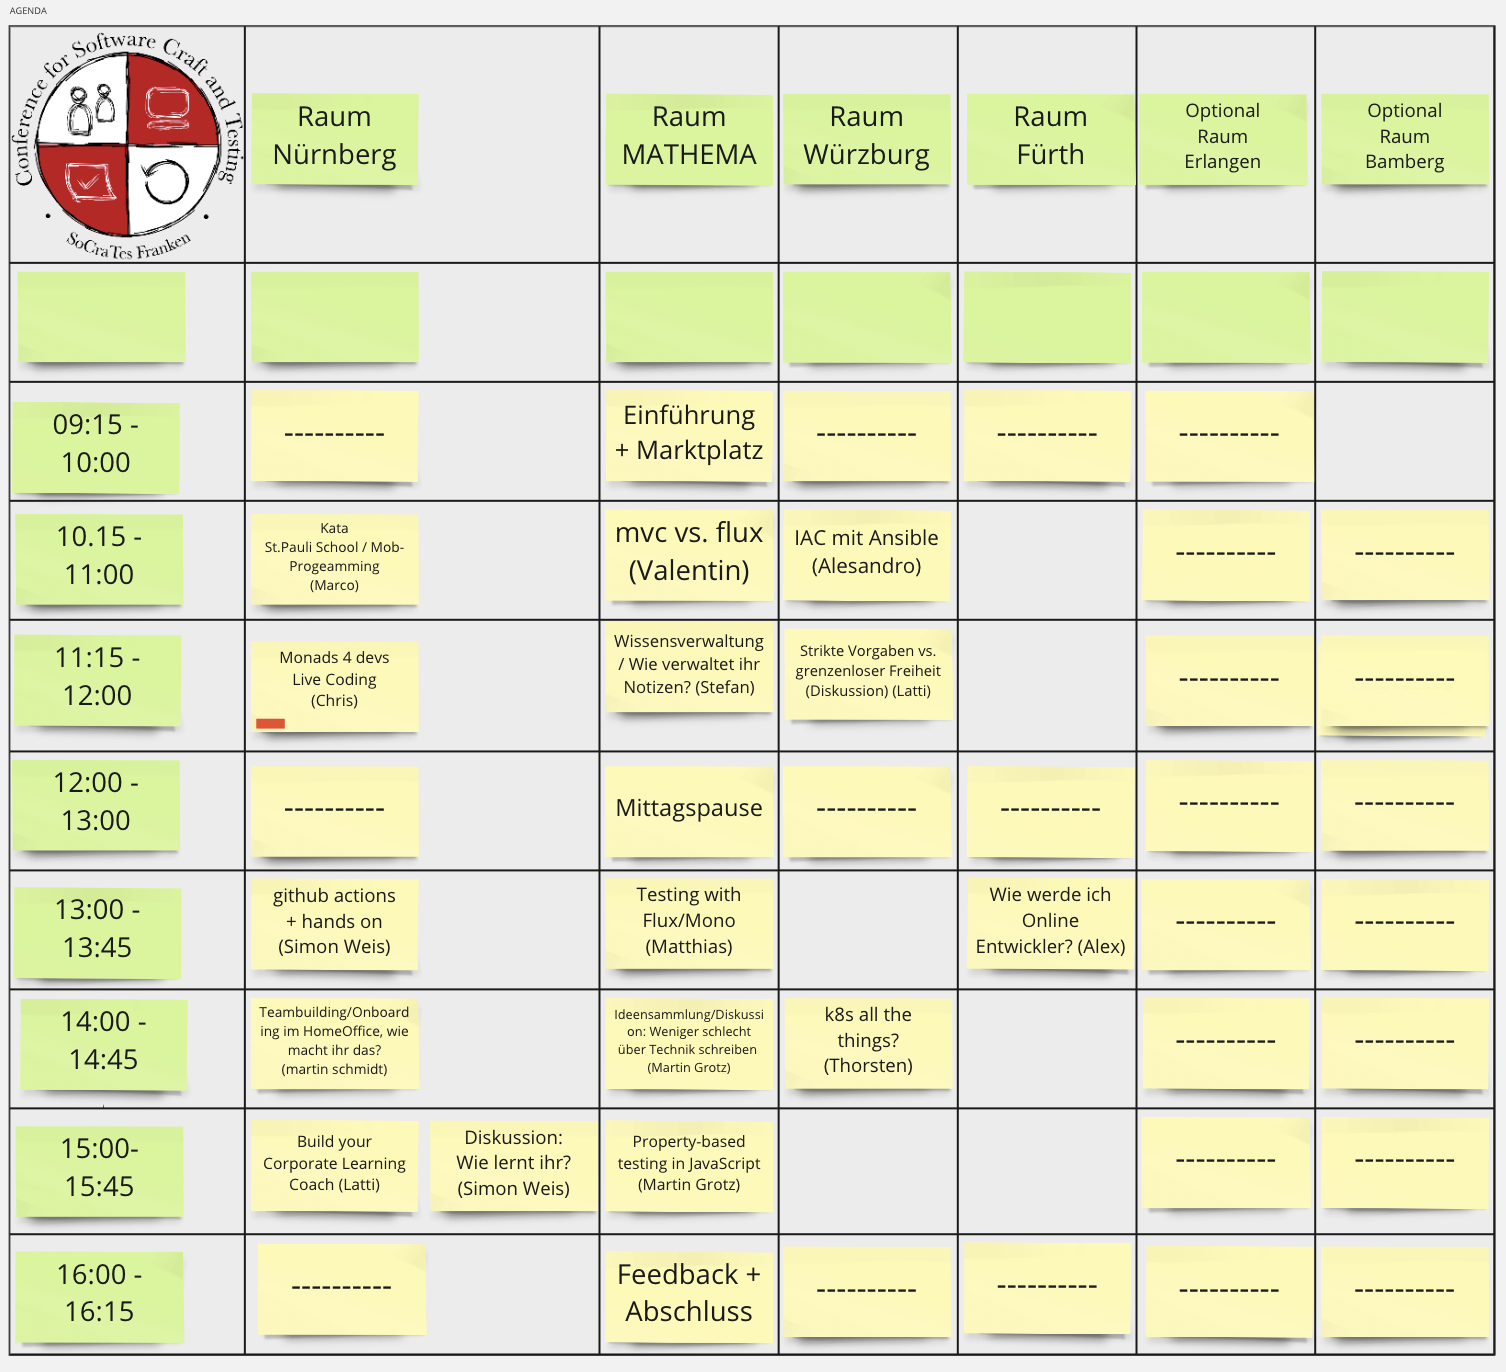 AGENDA
Conference for Software Craft and Testing
SoCraTes Franken
Raum
Nürnberg
Raum
MATHEMA
Raum
Würzburg
Raum
Fürth
Optional
Raum
Erlangen
Optional
Raum
Bamberg
09:15 -
10:00
----------
Einführung
+ Marktplatz
----------
----------
----------
10.15 -
11:00
Kata
St.Pauli School / Mob-
Progeamming
(Marco)
mvc vs. flux
(Valentin)
IAC mit Ansible
(Alesandro)
----------
----------
11:15 -
12:00
Monads 4 devs
Live Coding
(Chris)
Wissensverwaltung
/ Wie verwaltet ihr
Notizen? (Stefan)
Strikte Vorgaben vs.
grenzenloser Freiheit
(Diskussion) (Latti)
----------
----------
12:00 -
13:00
----------
Mittagspause
----------
----------
----------
----------
13:00 -
13:45
github actions
+ hands on
(Simon Weis)
Testing with
Flux/Mono
(Matthias)
Wie werde ich
Online
Entwickler? (Alex)
----------
----------
14:00 -
14:45
Teambuilding/Onboard
ing im HomeOffice, wie
macht ihr das?
(martin schmidt)
Ideensammlung/Diskussi
on: Weniger schlecht
über Technik schreiben
(Martin Grotz)
k8s all the
things?
(Thorsten)
----------
----------
15:00-
15:45
Build your
Corporate Learning
Coach (Latti)
Diskussion:
Wie lernt ihr?
(Simon Weis)
Property-based
testing in JavaScript
(Martin Grotz)
----------
----------
16:00 -
16:15
----------
Feedback +
Abschluss
----------
----------
----------
----------